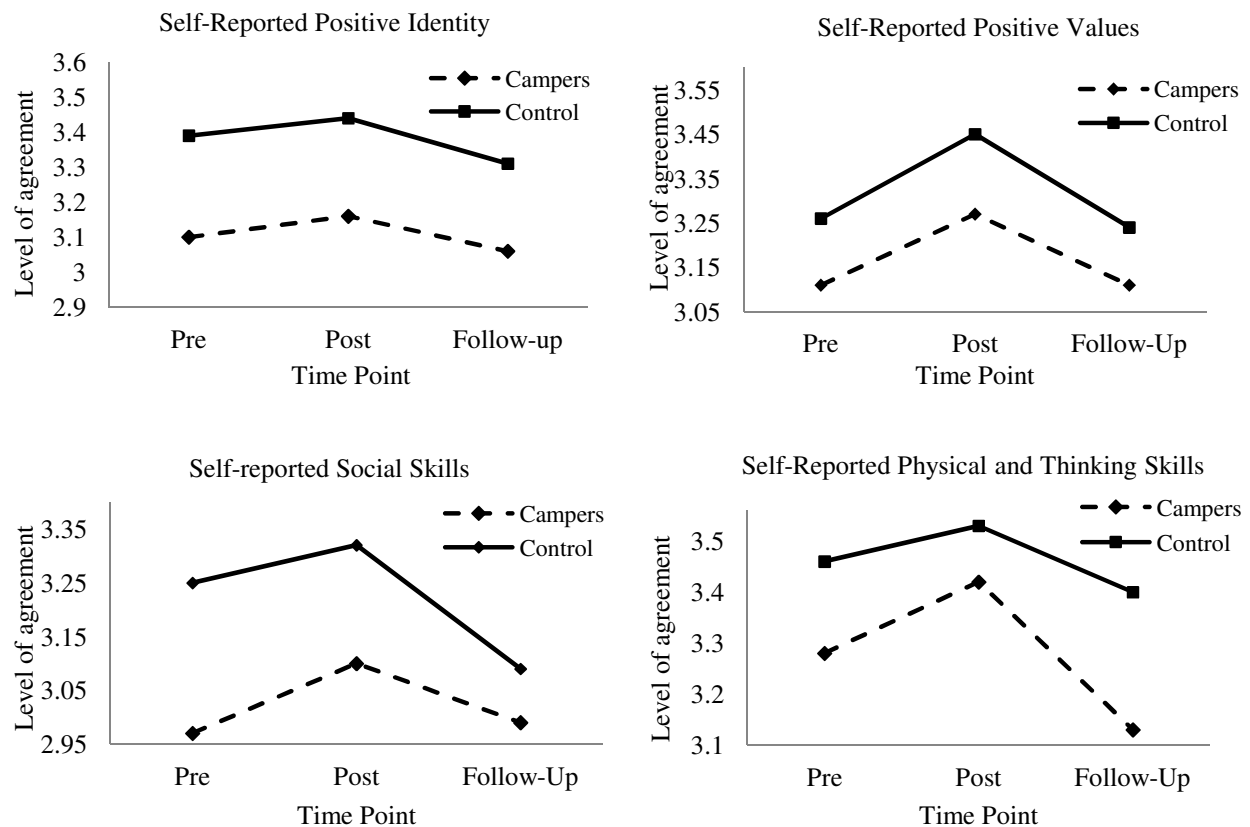 Self-Reported Positive Identity
Level of agreement
3.6
3.5
3.4
3.3
3.2
3.1
3
2.9
Campers
Control
Pre Post Follow-up
Time Point
Self-Reported Positive Values
Level of agreement
3.55
3.45
3.35
3.25
3.15
3.05
Campers
Control
Pre Post Follow-Up
Time Point
Self-reported Social Skills
Level of agreement
3.35
3.25
3.15
3.05
2.95
Campers
Control
Pre Post Follow-Up
Time Point
Self-Reported Physical and Thinking Skills
Level of agreement
3.5
3.4
3.3
3.2
3.1
Campers
Control
Pre Post Follow-Up
Time Point